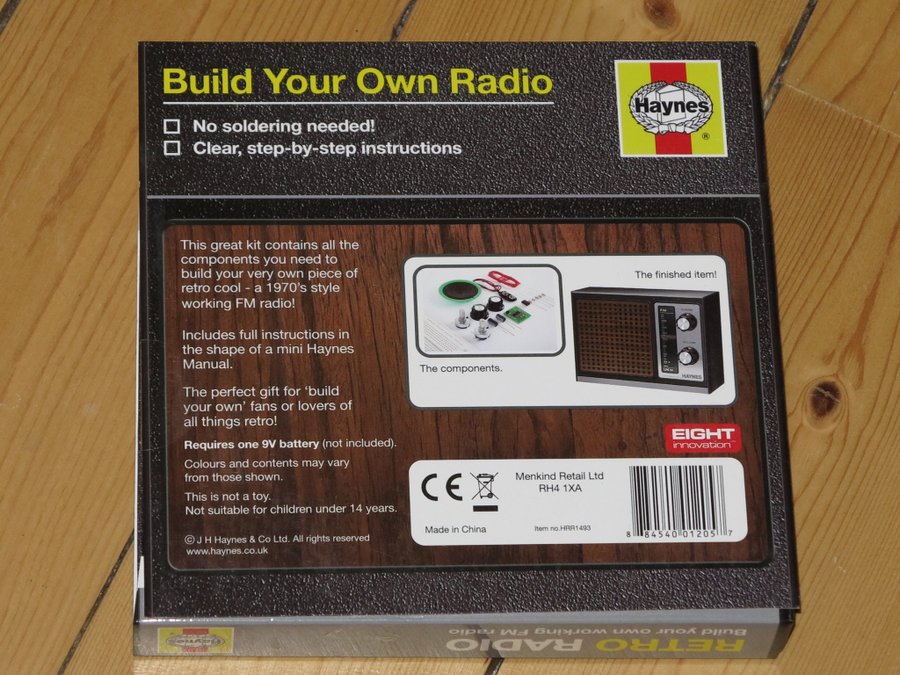 Build Your Own Radio
No soldering needed!
Clear, step-by-step instructions
Haynes
®
This great kit contains all the
components you need to
build your very own piece of
retro cool - a 1970's style
working FM radio!
Includes full instructions in
the shape of a mini Haynes
Manual.
The perfect gift for 'build
your own' fans or lovers of
all things retro!
Requires one 9V battery (not included).
Colours and contents may vary
from those shown.
This is not a toy.
Not suitable for children under 14 years.
© J H Haynes & Co Ltd. All rights reserved
www.haynes.co.uk
The finished item!
HAYNES
The components.
EIGHT
innovation
CE
Menkind Retail Ltd
RH4 1XA
Made in China
Item no.HRR1493
8 84540 01205 7
Haynes
RETRO RADIO
Build your own working FM radio